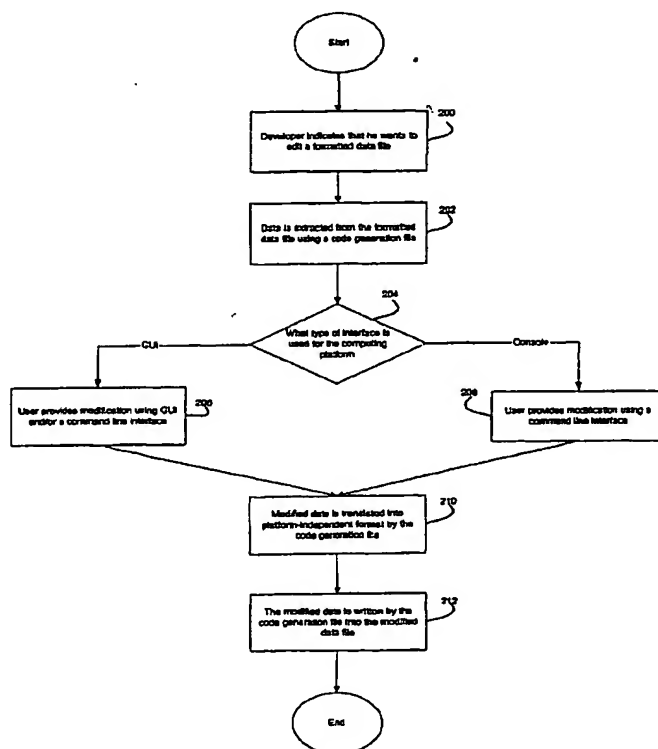 Start
200
Developer indicates that he wants to
edit a formatted data file
202
Data is extracted from the formatted
data file using a code generation file
204
What type of interface is
used for the computing
platform
GUI
Console
User provides modification using GUI
and/or a command line interface
206
208
User provides modification using a
command line interface
210
Modified data is translated into
platform-independent format by the
code generation file
212
The modified data is written by the
code generation file into the modified
data file
End